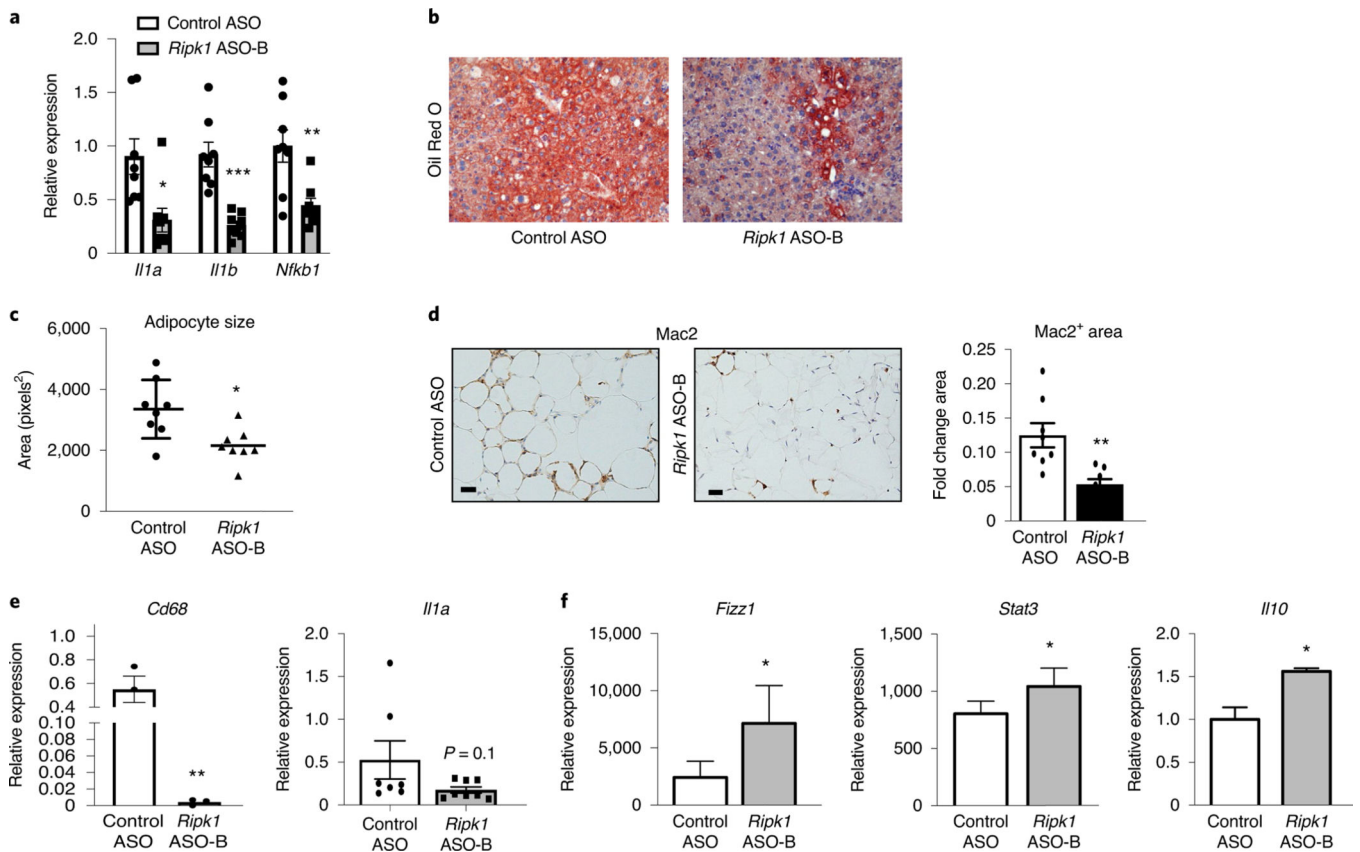 a
Control ASO
Ripk1 ASO-B
2.0
1.5
1.0
0.5
0
Relative expression
*
***
**
Il1a
Il1b
Nfkb1
b
Oil Red O
Control ASO
Ripk1 ASO-B
c
Adipocyte size
6,000
4,000
2,000
0
Area (pixels²)
*
Control
ASO
Ripk1
ASO-B
d
Mac2
Control ASO
Ripk1 ASO-B
Mac2⁺ area
0.25
0.20
0.15
0.10
0.05
0
Fold change area
**
Control
ASO
Ripk1
ASO-B
e
Cd68
1.0
0.8
0.6
0.4
0.10
0.08
0.06
0.04
0.02
0
Relative expression
**
Control
ASO
Ripk1
ASO-B
Il1a
2.0
1.5
1.0
0.5
0
Relative expression
P = 0.1
Control
ASO
Ripk1
ASO-B
f
Fizz1
15,000
10,000
5,000
0
Relative expression
*
Control
ASO
Ripk1
ASO-B
Stat3
1,500
1,000
500
0
Relative expression
*
Control
ASO
Ripk1
ASO-B
Il10
2.0
1.5
1.0
0.5
0
Relative expression
*
Control
ASO
Ripk1
ASO-B